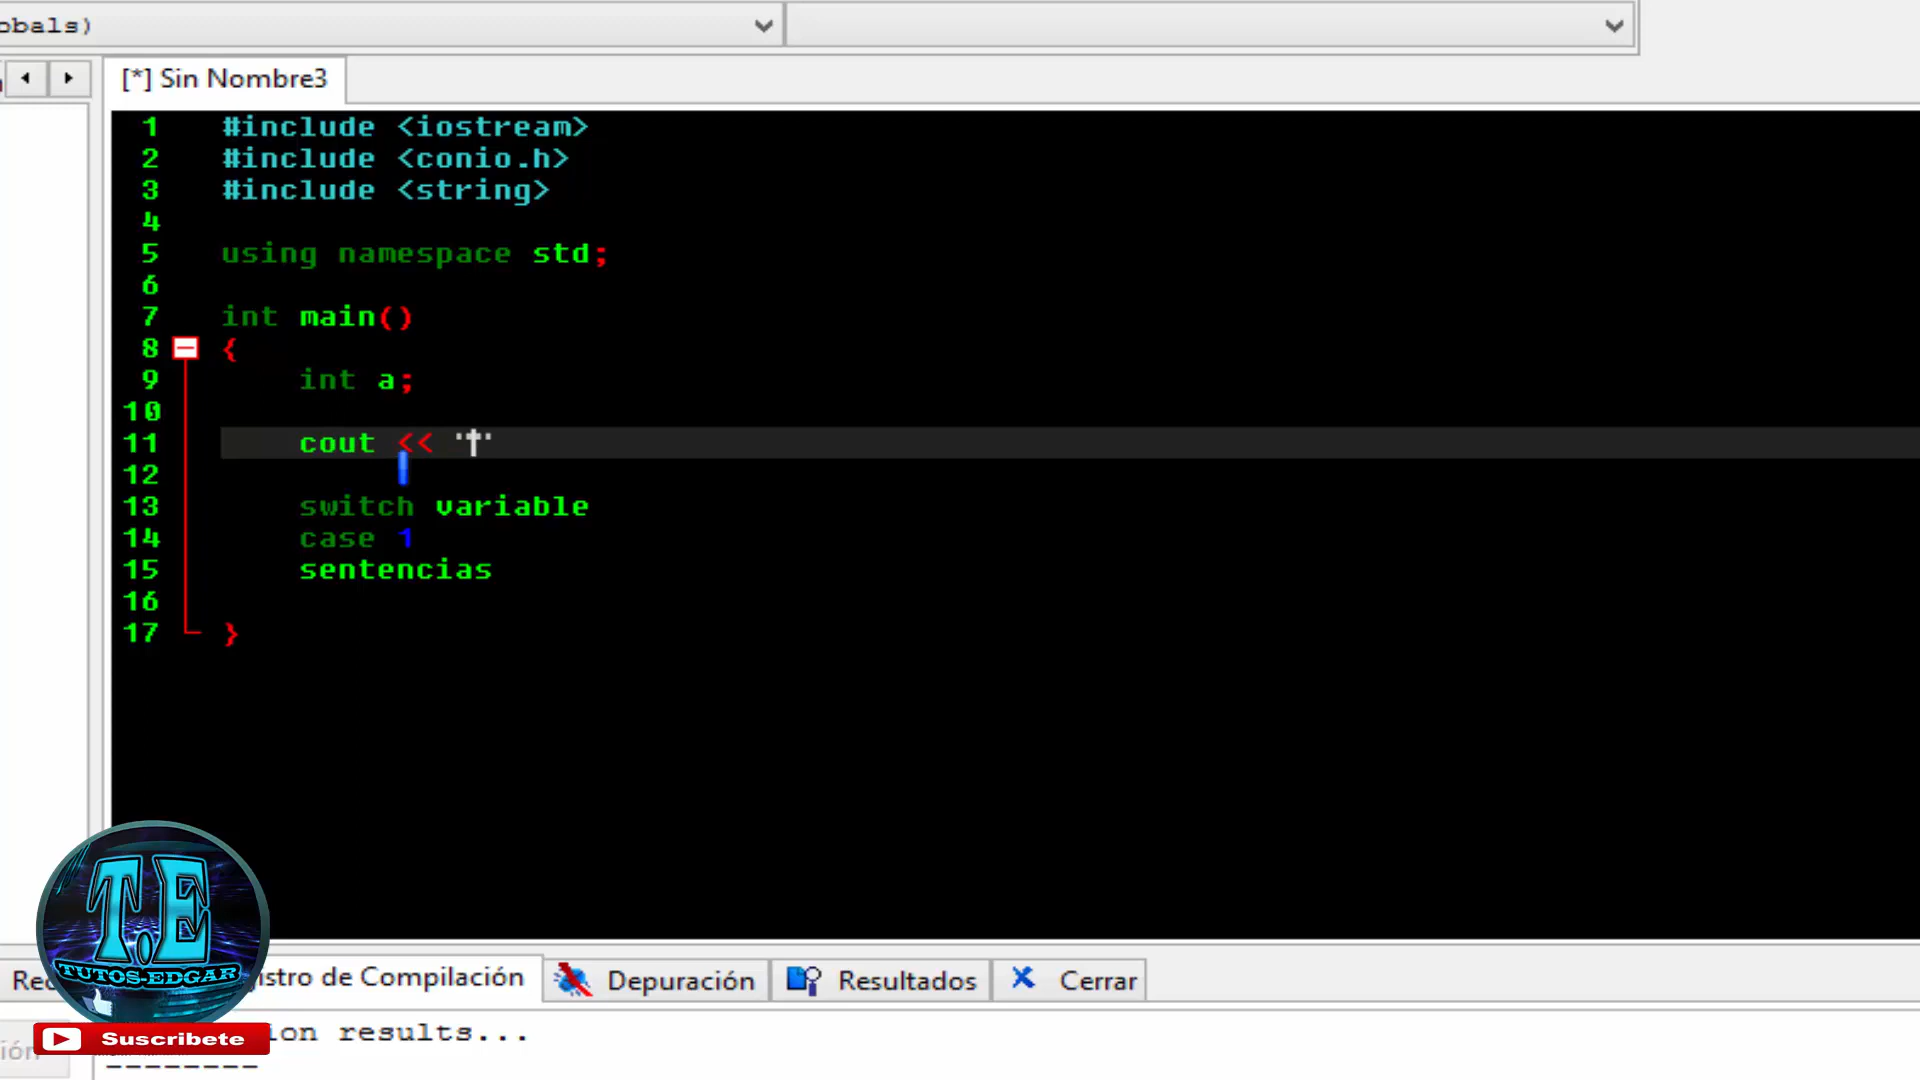 obals)
[*] Sin Nombre3
1 #include <iostream>
2 #include <conio.h>
3 #include <string>
4
5 using namespace std;
6
7 int main()
8 {
9 int a;
10
11 cout << ""
12
13 switch variable
14 case 1
15 sentencias
16
17 }
T.E
TUTOS-EDGAR
Rec
istro de Compilación
Depuración
Resultados
Cerrar
Suscribete
ion results...
ión
--------